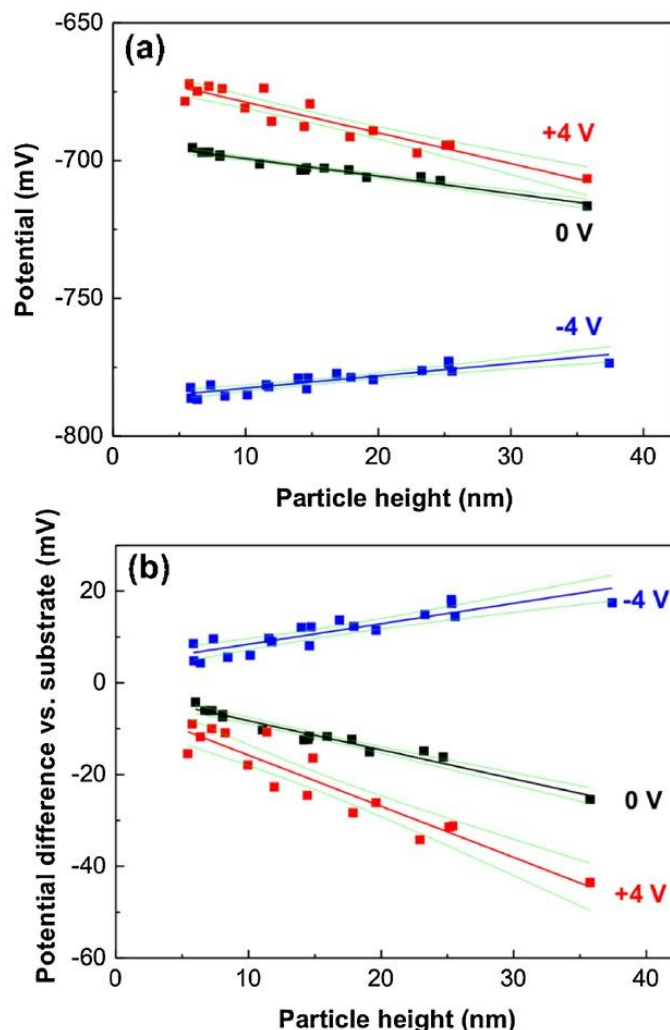 -650
(a)
Potential (mV)
-700
-750
-800
+4 V
0 V
-4 V
0 10 20 30 40
Particle height (nm)
(b)
Potential difference vs. substrate (mV)
20
0
-20
-40
-60
-4 V
0 V
+4 V
0 10 20 30 40
Particle height (nm)